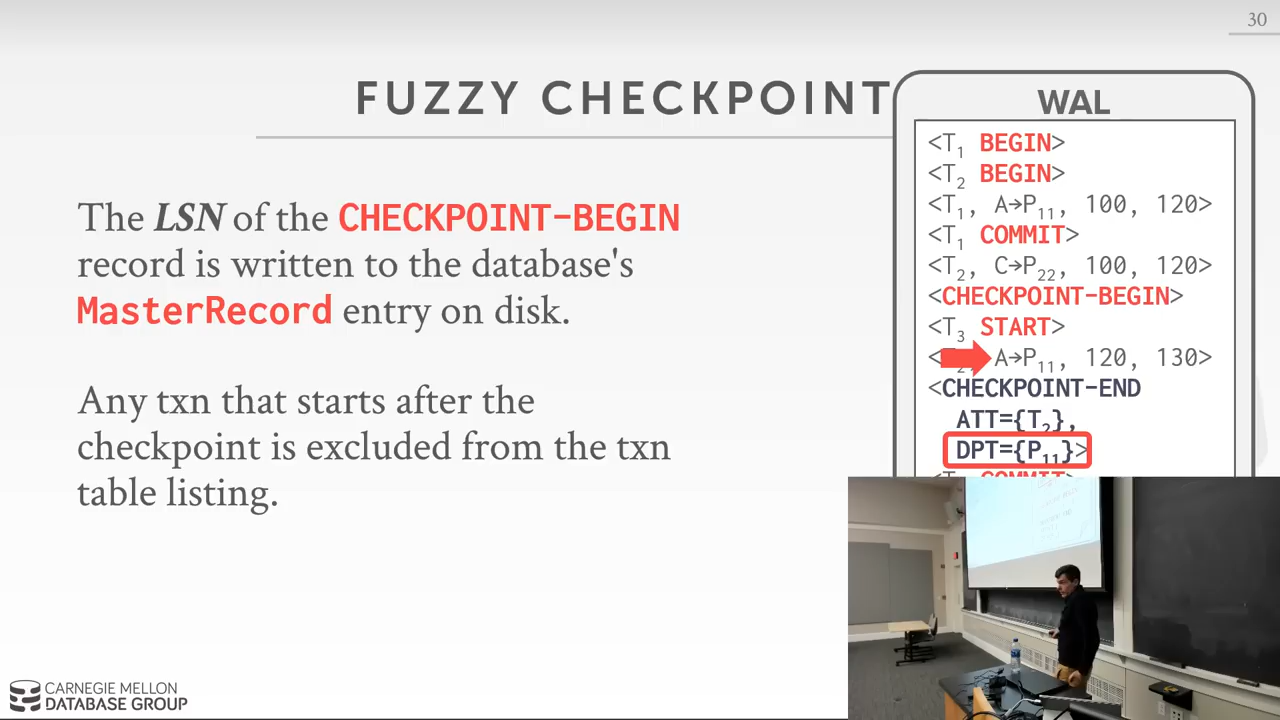 30
FUZZY CHECKPOINT
The LSN of the CHECKPOINT-BEGIN
record is written to the database's
MasterRecord entry on disk.
Any txn that starts after the
checkpoint is excluded from the txn
table listing.
WAL
<T1 BEGIN>
<T2 BEGIN>
<T1, A→P11, 100, 120>
<T1 COMMIT>
<T2, C→P22, 100, 120>
<CHECKPOINT-BEGIN>
<T3 START>
A→P11, 120, 130>
<CHECKPOINT-END
ATT={T2},
DPT={P11}>
CARNEGIE MELLON
DATABASE GROUP